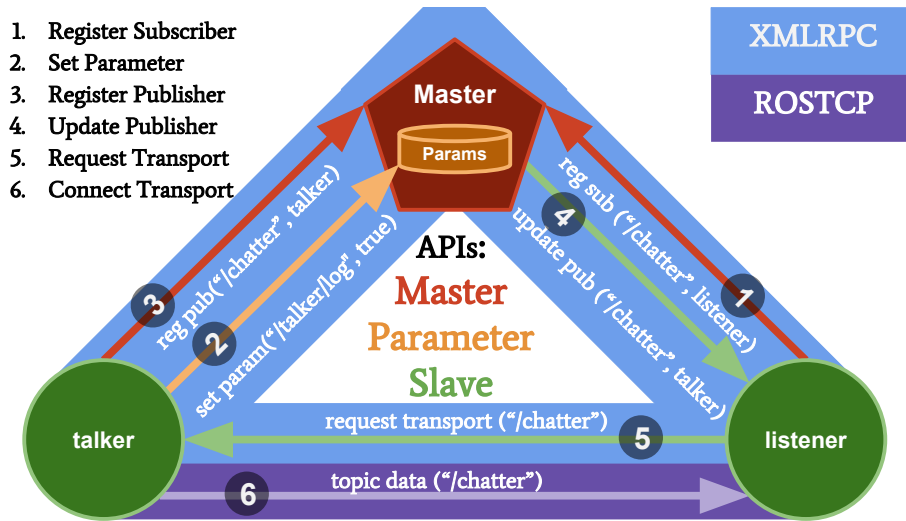 1. Register Subscriber
2. Set Parameter
3. Register Publisher
4. Update Publisher
5. Request Transport
6. Connect Transport
XMLRPC
ROSTCP
Master
Params
APIs:
Master
Parameter
Slave
3
reg pub(“/chatter”, talker)
2
set param(“/talker/log”, true)
1
reg sub (“/chatter”, listener)
4
update pub (“/chatter”, talker)
talker
listener
request transport (“/chatter”)
5
topic data (“/chatter”)
6